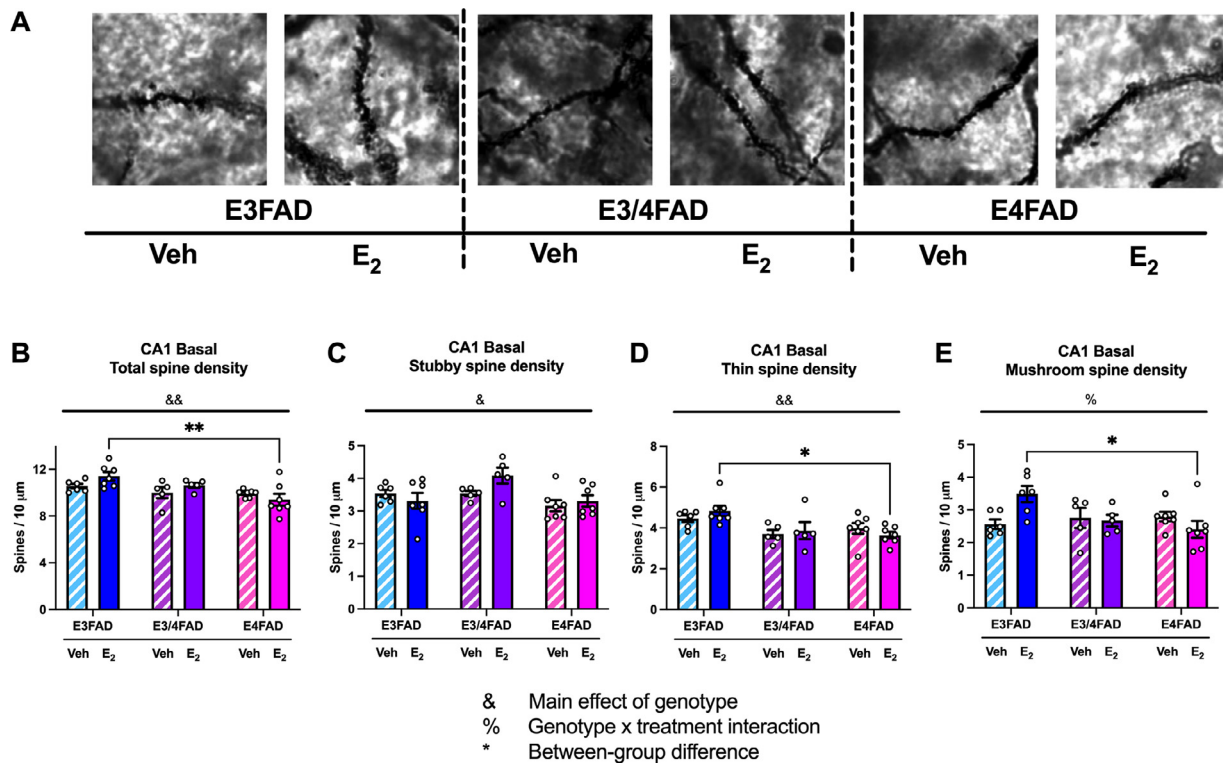 A
E3FAD E3/4FAD E4FAD
Veh E₂ Veh E₂ Veh E₂
B
CA1 Basal
Total spine density
&&
**
Spines / 10 µm
12
8
4
0
E3FAD E3/4FAD E4FAD
Veh E₂ Veh E₂ Veh E₂
C
CA1 Basal
Stubby spine density
&
Spines / 10 µm
5
4
3
2
1
0
E3FAD E3/4FAD E4FAD
Veh E₂ Veh E₂ Veh E₂
D
CA1 Basal
Thin spine density
&&
*
Spines / 10 µm
8
6
4
2
0
E3FAD E3/4FAD E4FAD
Veh E₂ Veh E₂ Veh E₂
E
CA1 Basal
Mushroom spine density
%
*
Spines / 10 µm
5
4
3
2
1
0
E3FAD E3/4FAD E4FAD
Veh E₂ Veh E₂ Veh E₂
& Main effect of genotype
% Genotype x treatment interaction
* Between-group difference